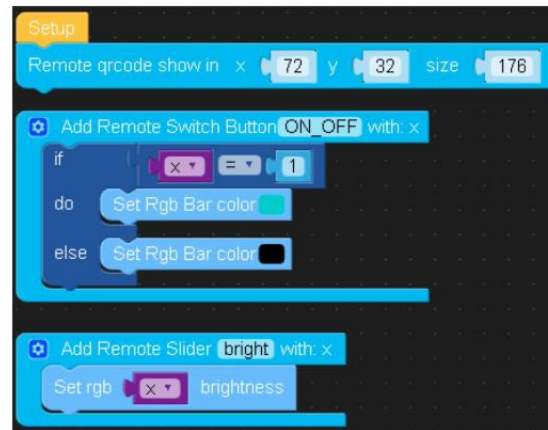 Setup
Remote qrcode show in x 72 y 32 size 176
Add Remote Switch Button ON_OFF with: x
if x = 1
do Set Rgb Bar color
else Set Rgb Bar color
Add Remote Slider bright with: x
Set rgb x brightness